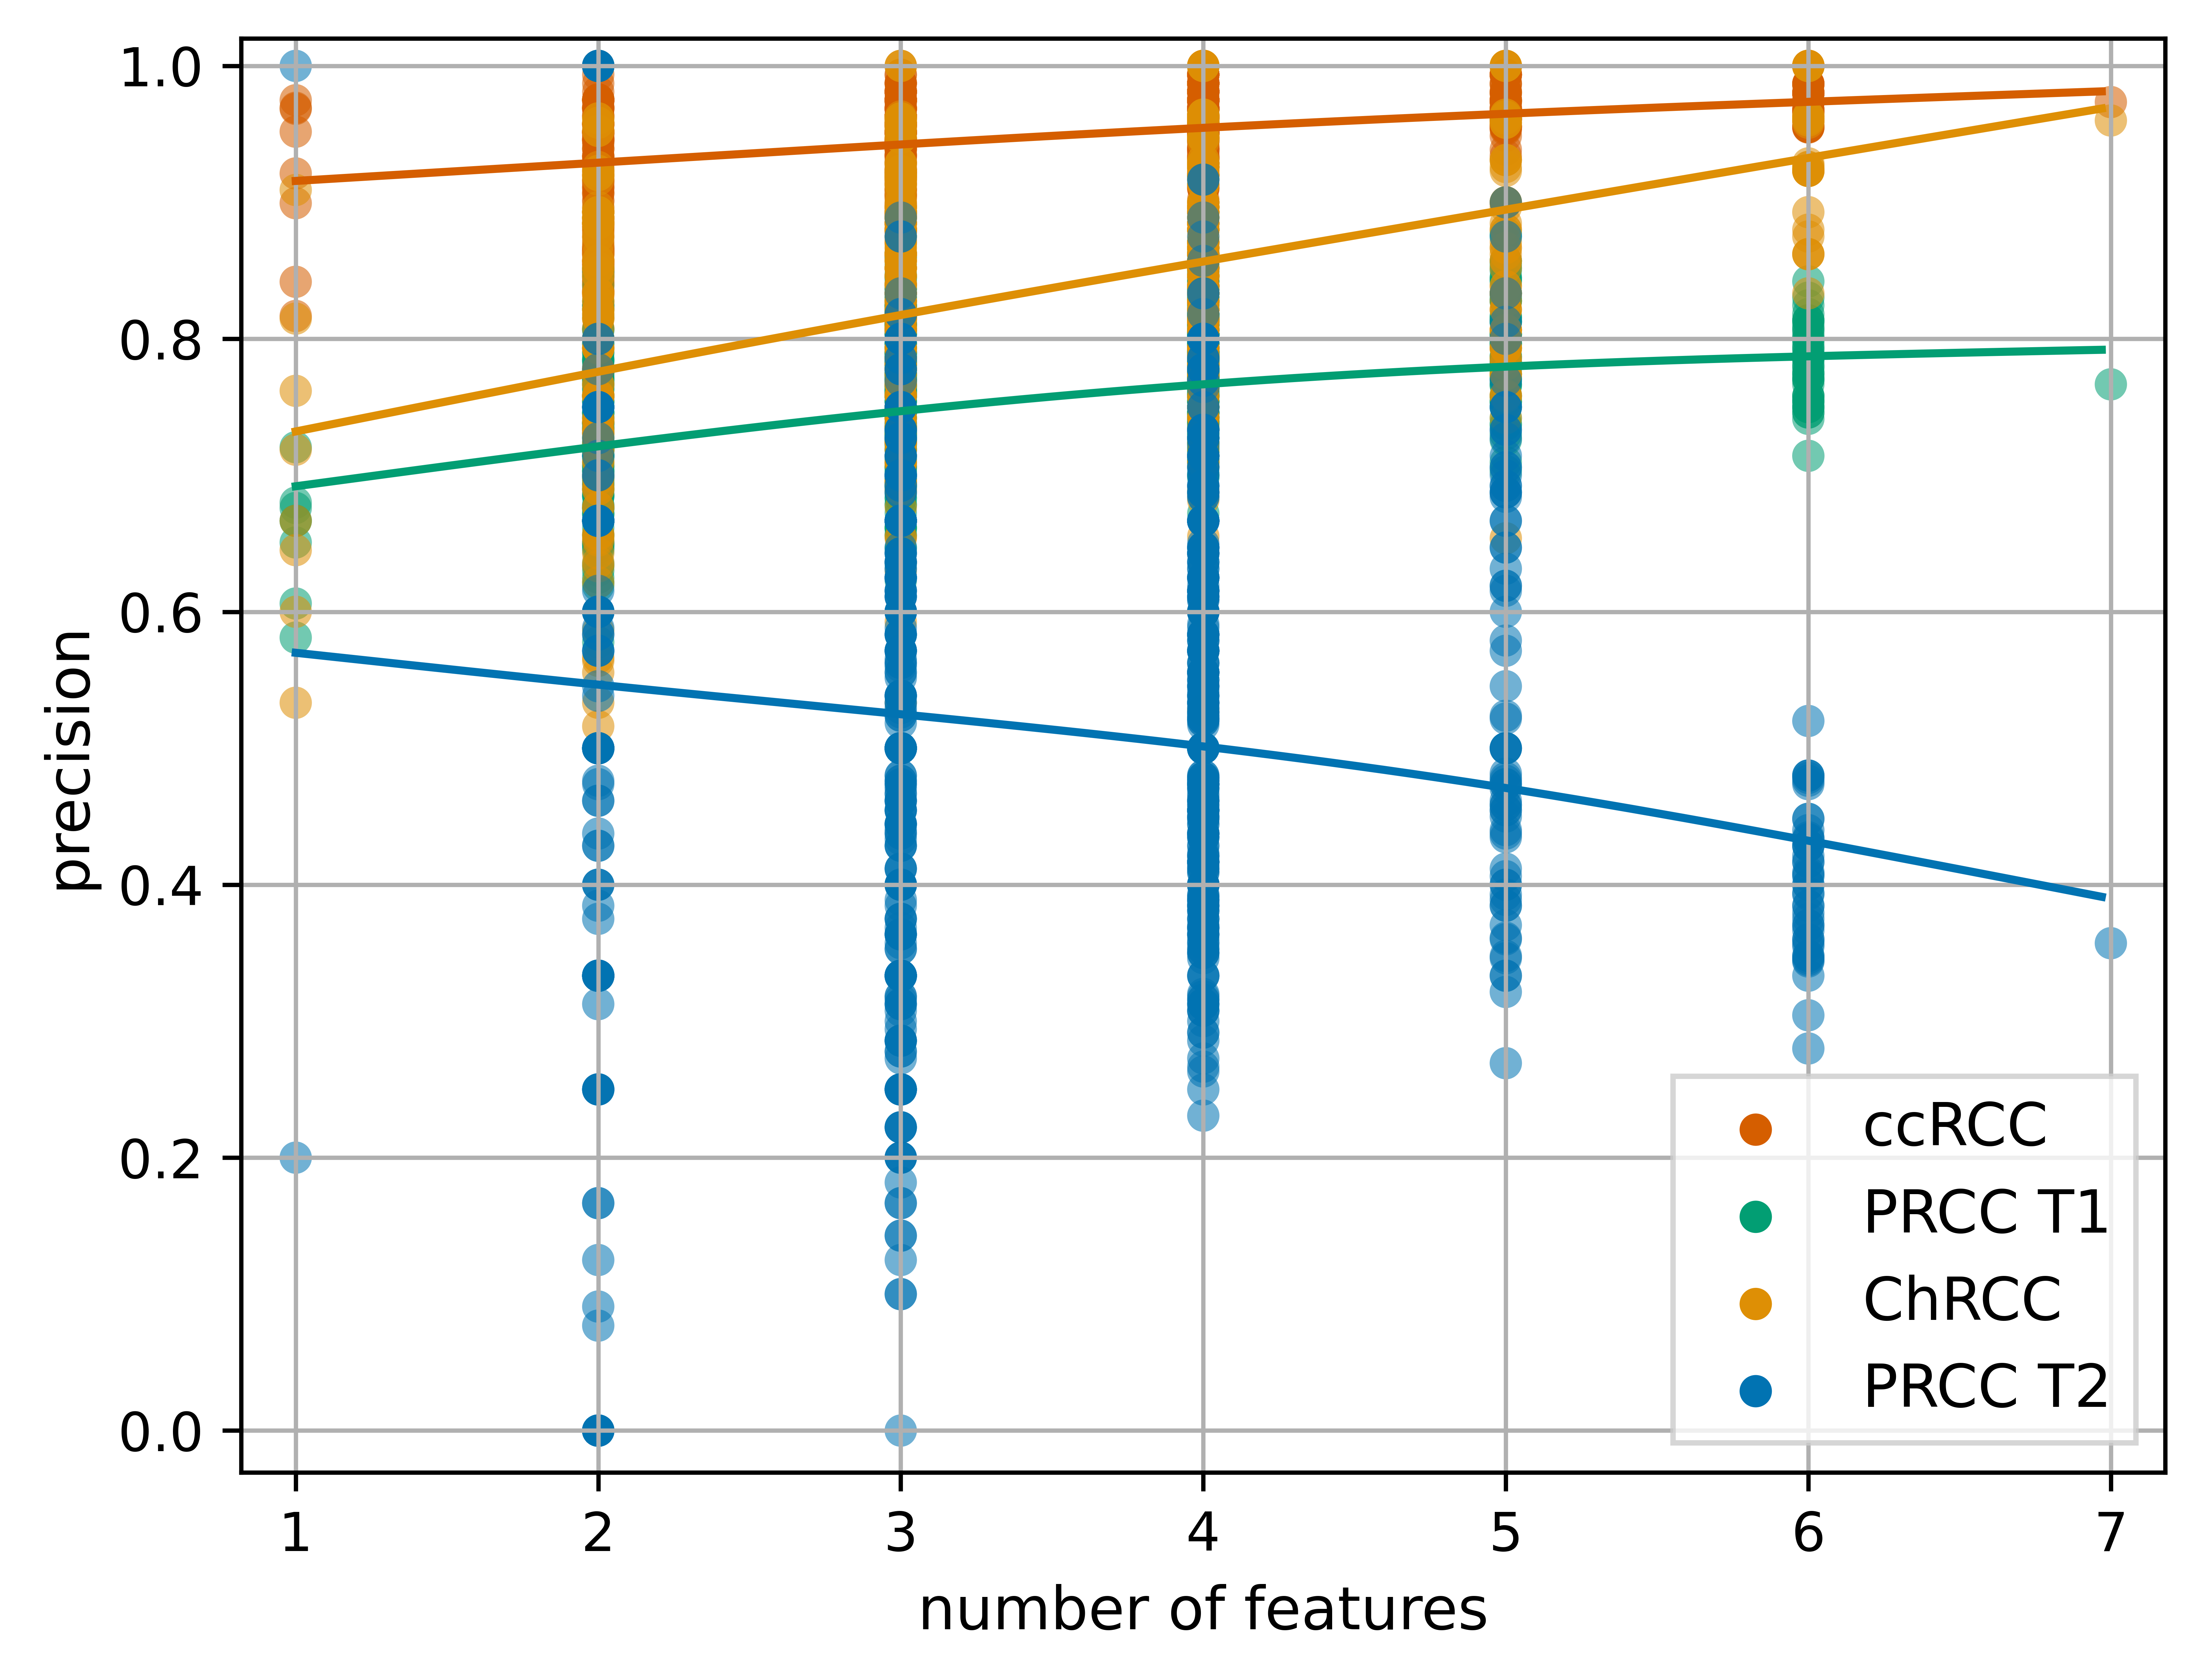 precision
1.0
0.8
0.6
0.4
0.2
0.0
1 2 3 4 5 6 7
number of features
ccRCC
PRCC T1
ChRCC
PRCC T2